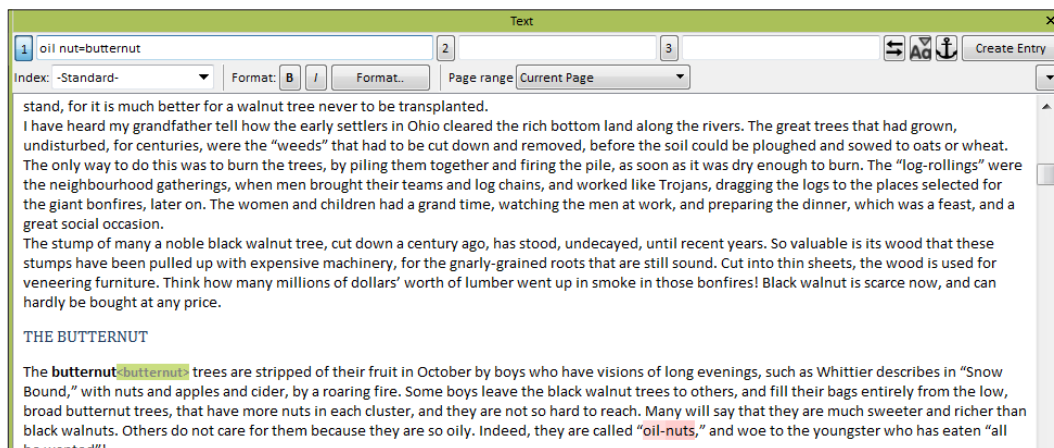 Text
1 oil nut=butternut 2 3 Create Entry
Index: -Standard- Format: B I Format.. Page range Current Page
stand, for it is much better for a walnut tree never to be transplanted.
I have heard my grandfather tell how the early settlers in Ohio cleared the rich bottom land along the rivers. The great trees that had grown,
undisturbed, for centuries, were the “weeds” that had to be cut down and removed, before the soil could be ploughed and sowed to oats or wheat.
The only way to do this was to burn the trees, by piling them together and firing the pile, as soon as it was dry enough to burn. The “log-rollings” were
the neighbourhood gatherings, when men brought their teams and log chains, and worked like Trojans, dragging the logs to the places selected for
the giant bonfires, later on. The women and children had a grand time, watching the men at work, and preparing the dinner, which was a feast, and a
great social occasion.
The stump of many a noble black walnut tree, cut down a century ago, has stood, undecayed, until recent years. So valuable is its wood that these
stumps have been pulled up with expensive machinery, for the gnarly-grained roots that are still sound. Cut into thin sheets, the wood is used for
veneering furniture. Think how many millions of dollars’ worth of lumber went up in smoke in those bonfires! Black walnut is scarce now, and can
hardly be bought at any price.
THE BUTTERNUT
The butternut<butternut> trees are stripped of their fruit in October by boys who have visions of long evenings, such as Whittier describes in “Snow
Bound,” with nuts and apples and cider, by a roaring fire. Some boys leave the black walnut trees to others, and fill their bags entirely from the low,
broad butternut trees, that have more nuts in each cluster, and they are not so hard to reach. Many will say that they are much sweeter and richer than
black walnuts. Others do not care for them because they are so oily. Indeed, they are called “oil-nuts,” and woe to the youngster who has eaten “all